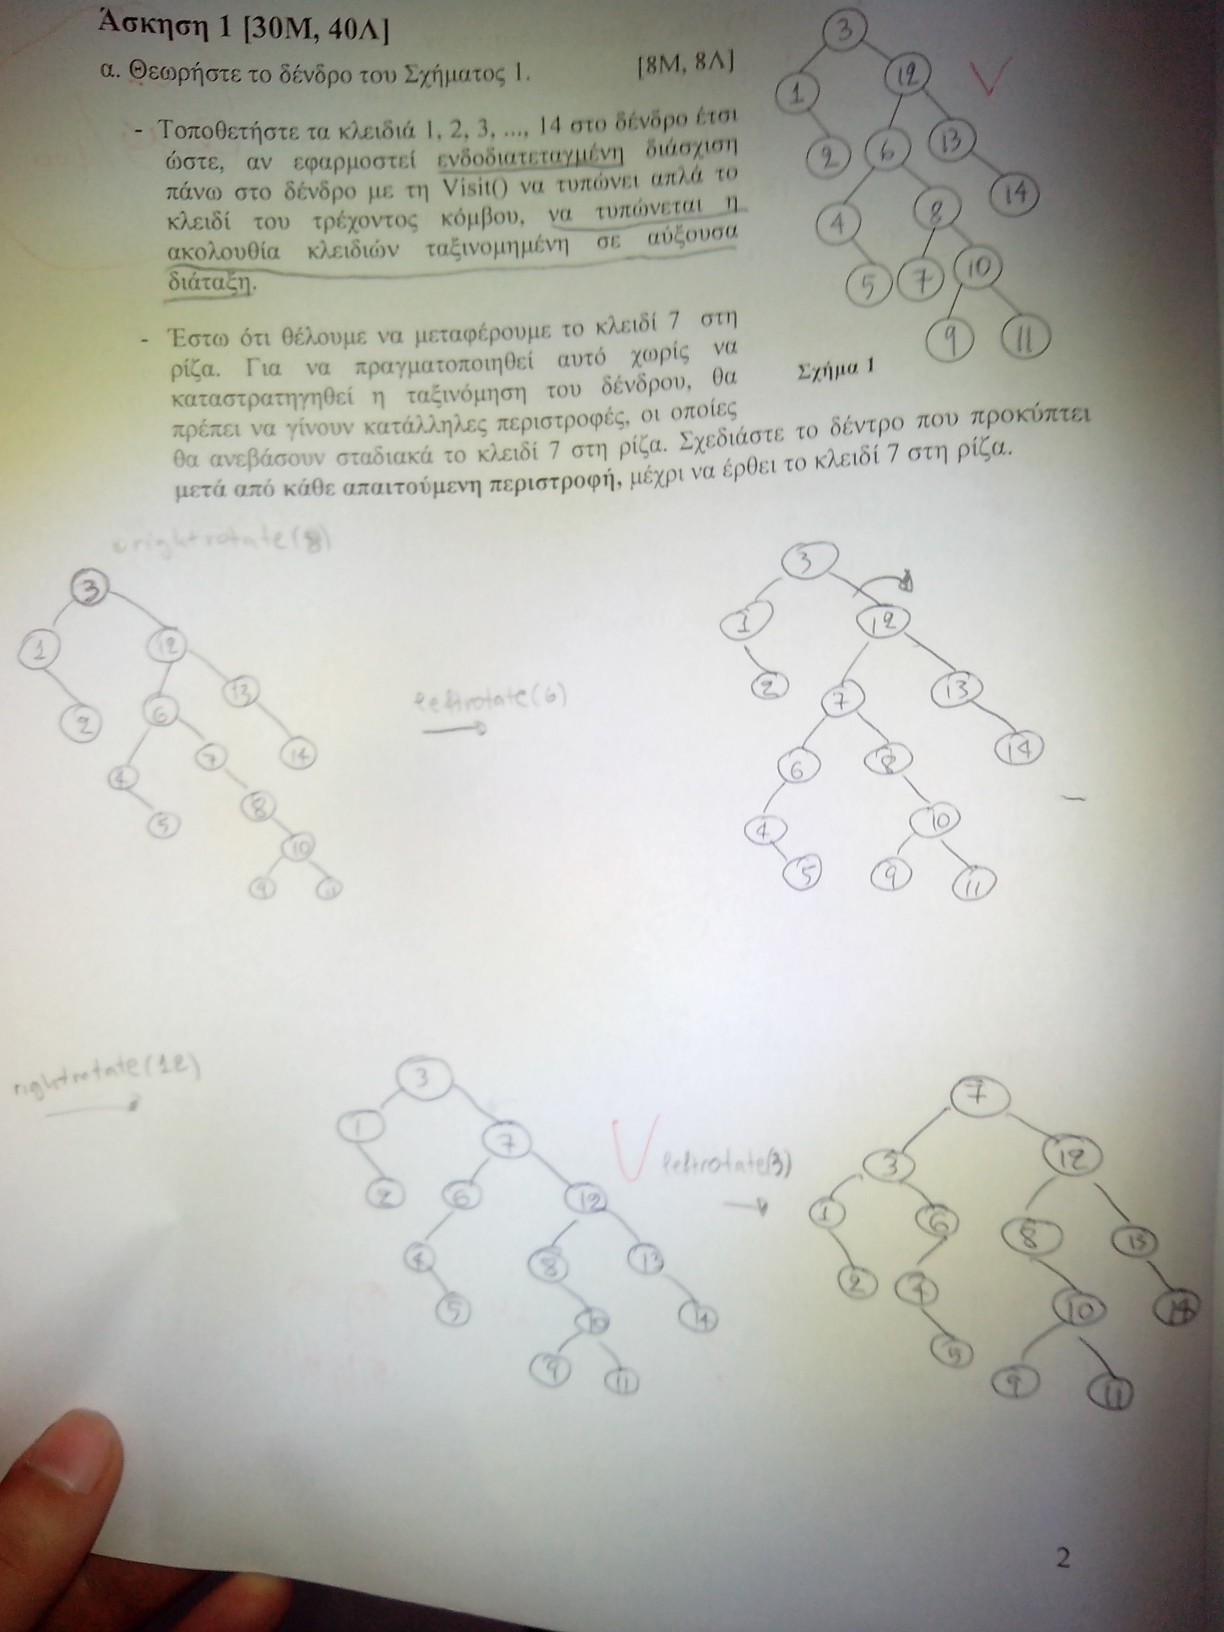 Άσκηση 1 [30Μ, 40Λ]
α. Θεωρήστε το δένδρο του Σχήματος 1. [8Μ, 8Λ]
- Τοποθετήστε τα κλειδιά 1, 2, 3, ..., 14 στο δένδρο έτσι
ώστε, αν εφαρμοστεί ενδοδιατεταγμένη διάσχιση
πάνω στο δένδρο με τη Visit() να τυπώνει απλά το
κλειδί του τρέχοντος κόμβου, να τυπώνεται η
ακολουθία κλειδιών ταξινομημένη σε αύξουσα
διάταξη.
3
12
1
13
2 6
14
4 8
5 7 10
9 11
Σχήμα 1
- Έστω ότι θέλουμε να μεταφέρουμε το κλειδί 7 στη
ρίζα. Για να πραγματοποιηθεί αυτό χωρίς να
καταστρατηγηθεί η ταξινόμηση του δένδρου, θα
πρέπει να γίνουν κατάλληλες περιστροφές, οι οποίες
θα ανεβάσουν σταδιακά το κλειδί 7 στη ρίζα. Σχεδιάστε το δέντρο που προκύπτει
μετά από κάθε απαιτούμενη περιστροφή, μέχρι να έρθει το κλειδί 7 στη ρίζα.
rightrotate(8)
3
1 12
13
2 6
7 14
4
5 8
10
9 11
leftrotate(6)
3
1 12
2 7 13
6 8 14
4 10
5 9 11
rightrotate(12)
3
1 7
2 6 12
4 8 13
5 10 14
9 11
leftrotate(3)
7
3 12
1 6 8 13
2 4 10 14
5 9 11
2